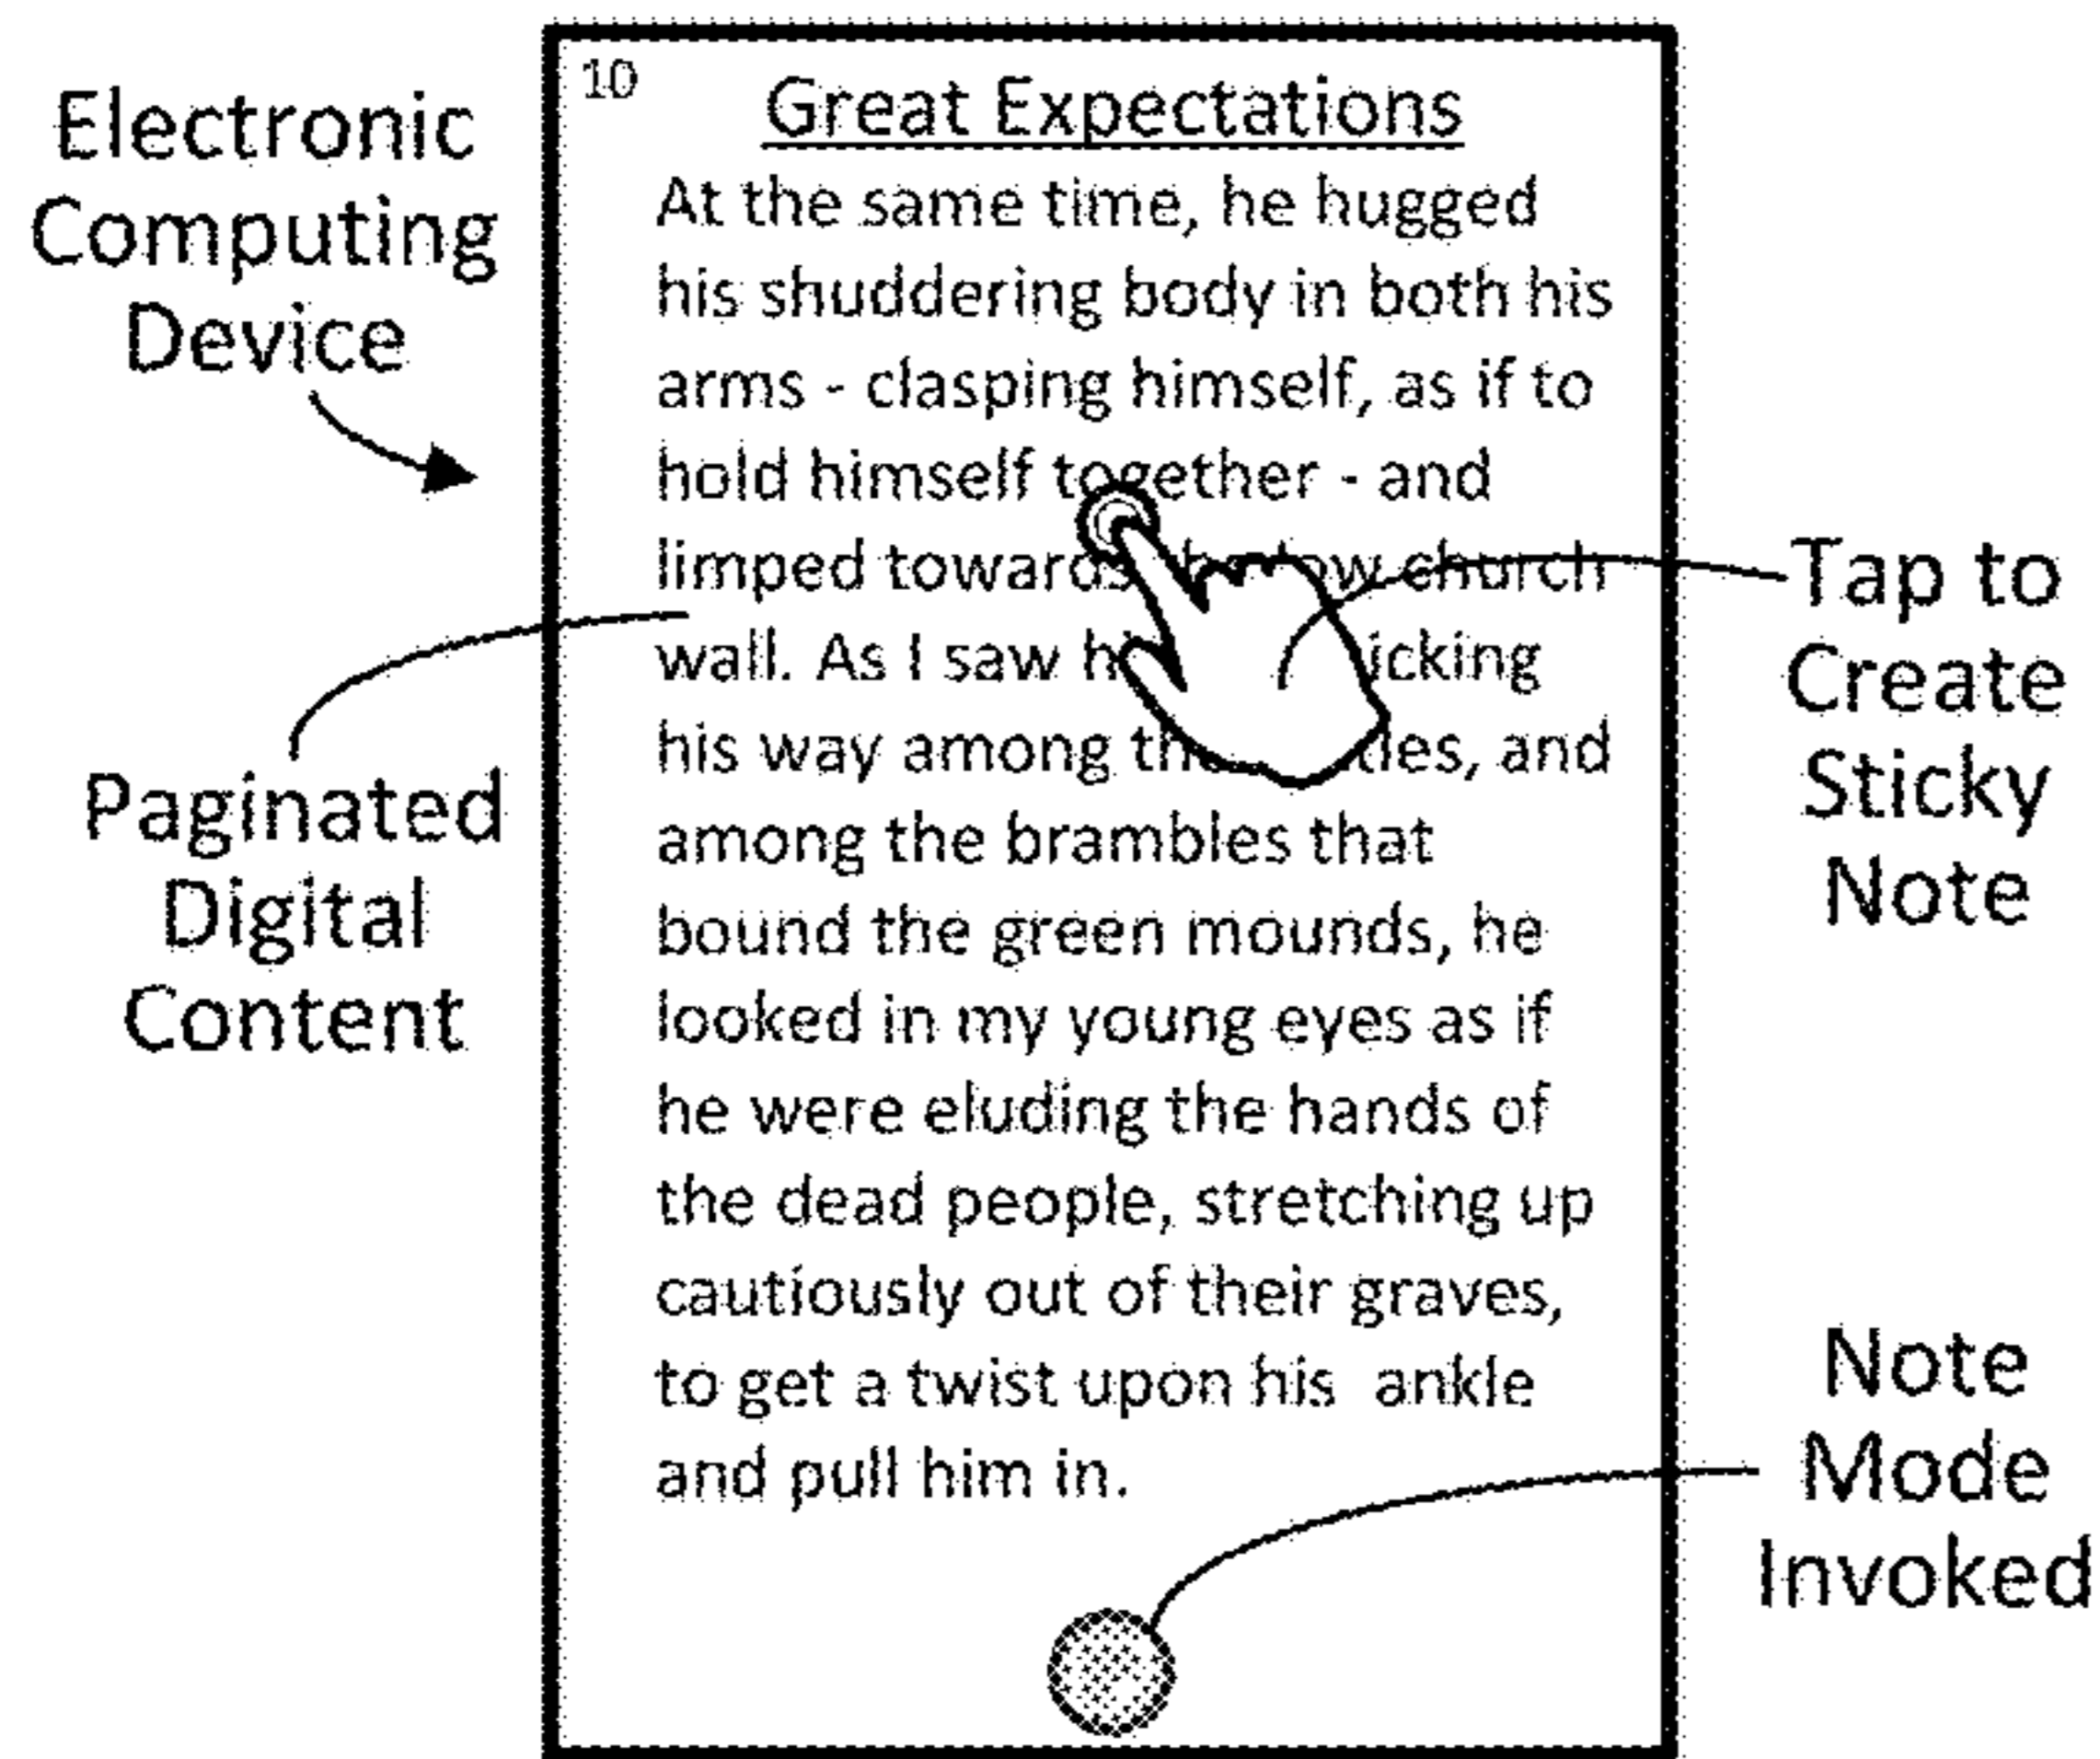 Electronic
Computing
Device
Paginated
Digital
Content
10
Great Expectations
At the same time, he hugged
his shuddering body in both his
arms - clasping himself, as if to
hold himself together - and
limped towards low church
wall. As I saw
his way among and
among the brambles that
bound the green mounds, he
looked in my young eyes as if
he were eluding the hands of
the dead people, stretching up
cautiously out of their graves,
to get a twist upon his ankle
and pull him in.
Tap to
Create
Sticky
Note
Note
Mode
Invoked